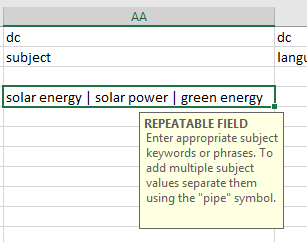 AA
dc dc
subject langu
solar energy | solar power | green energy
REPEATABLE FIELD
Enter appropriate subject
keywords or phrases. To
add multiple subject
values separate them
using the "pipe" symbol.